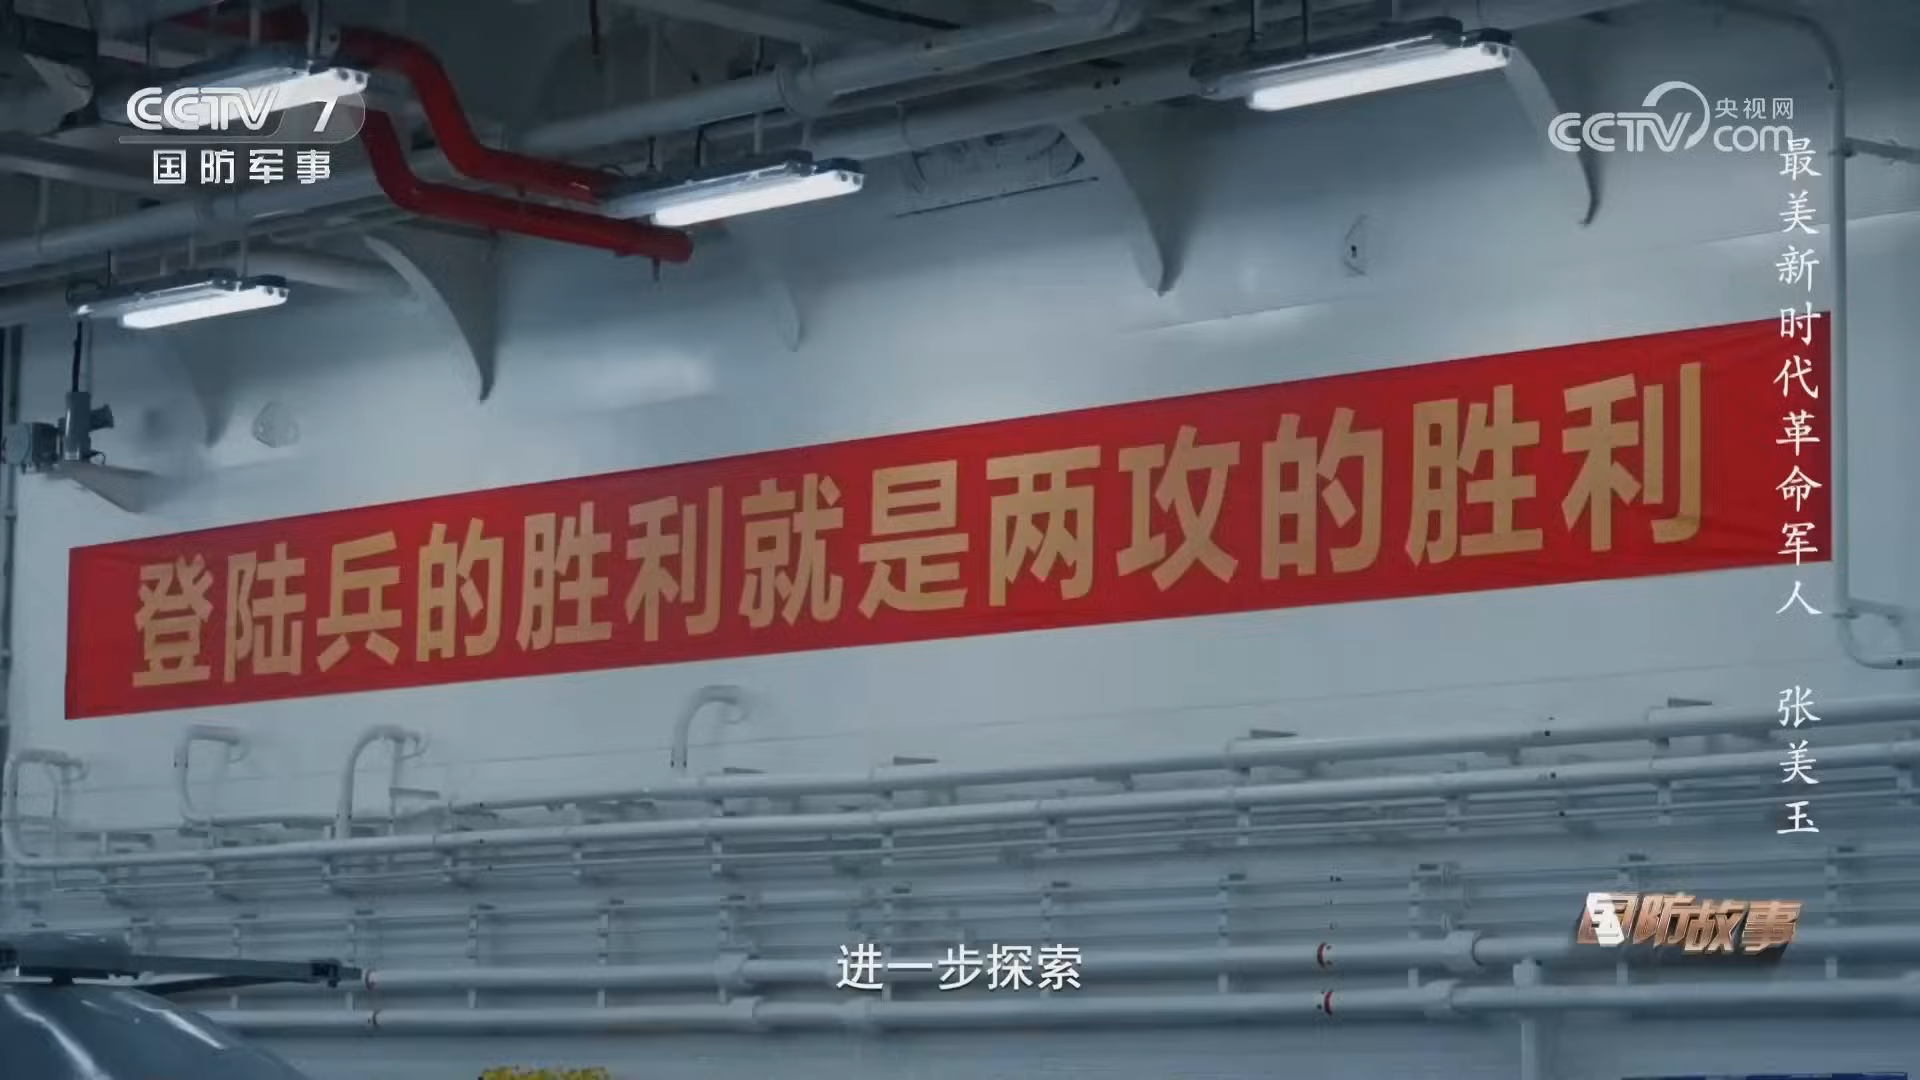 CCTV 7
国防军事
央视网
CCTV.com
最美新时代革命军人 张美玉
登陆兵的胜利就是两攻的胜利
国防故事
进一步探索